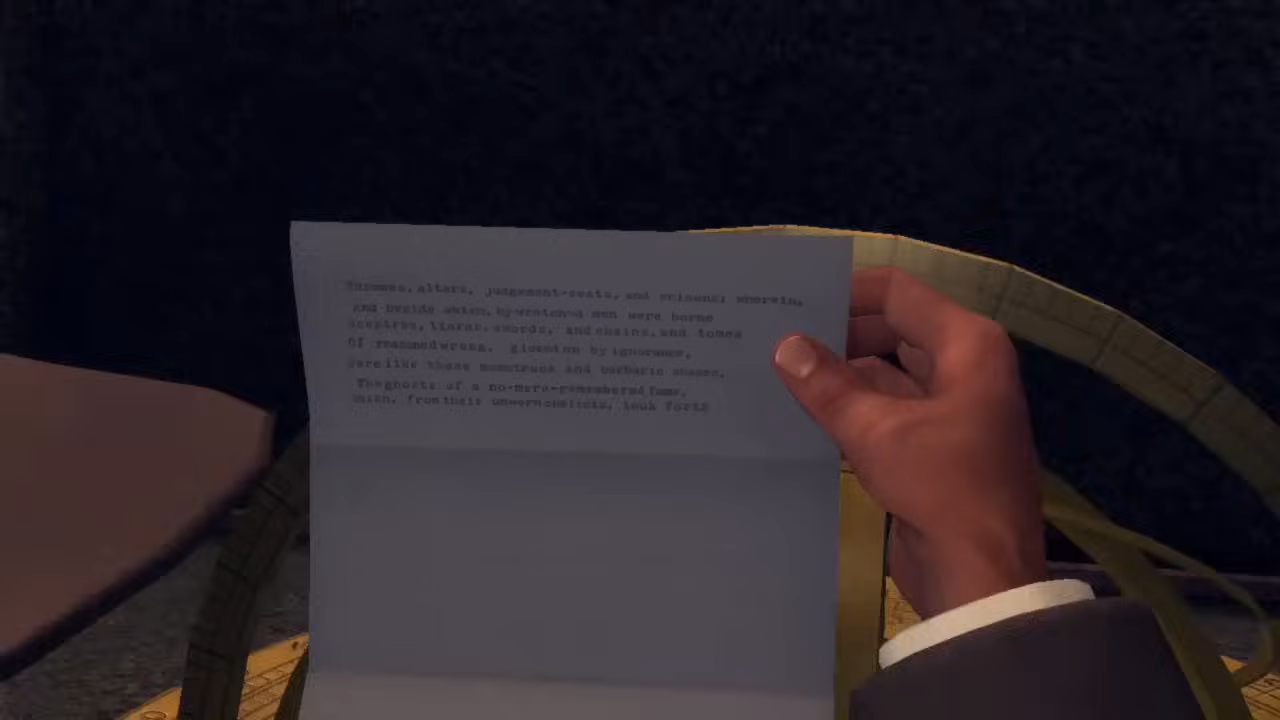 Thrones, altars, judgement-seats, and prisons; wherein,
and beside which, by wretched men were borne
sceptres, tiaras, swords, and chains, and tomes
Of reasoned wrong, glozed on by ignorance,
were like those monstrous and barbaric shapes,
The ghosts of a no-more-remembered fame,
which, from their unworn obelisks, look forth